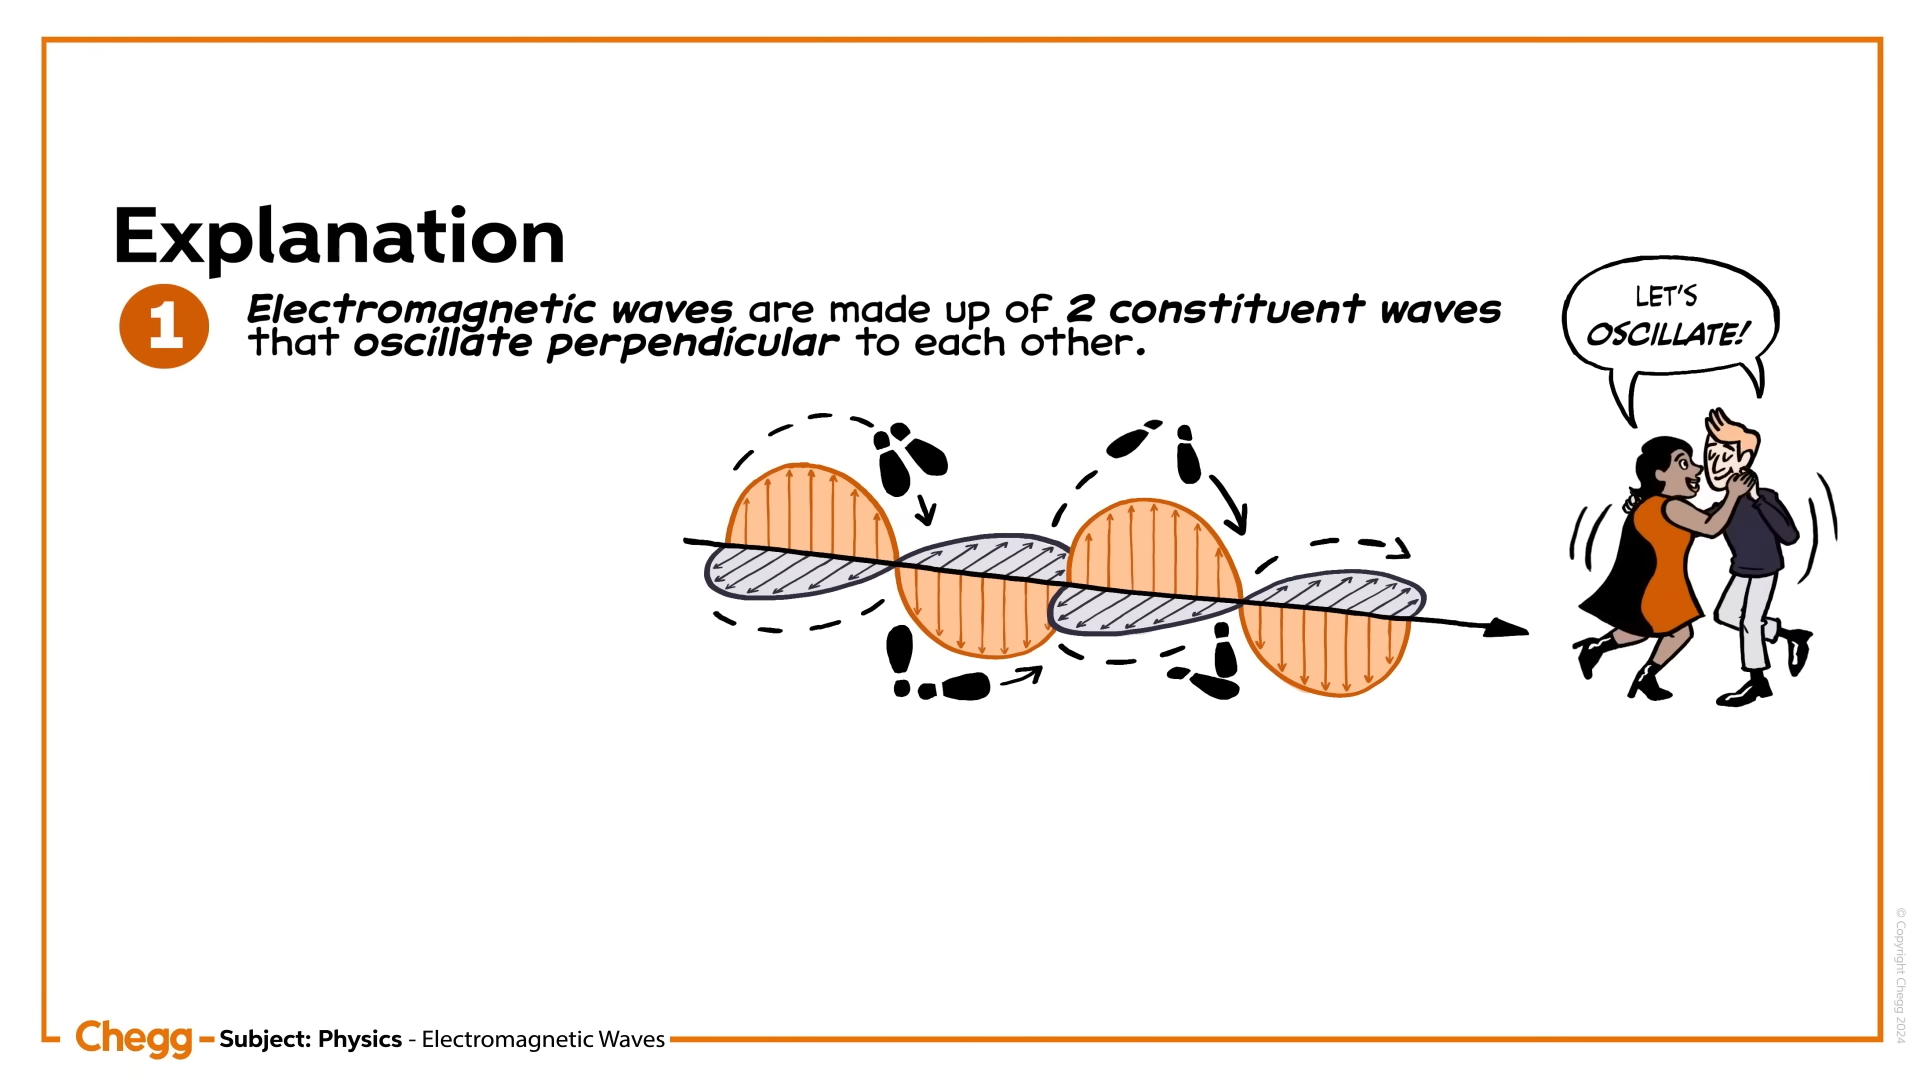 Explanation
1 Electromagnetic waves are made up of 2 constituent waves
that oscillate perpendicular to each other.
LET'S
OSCILLATE!
Chegg - Subject: Physics - Electromagnetic Waves
© Copyright Chegg 2024